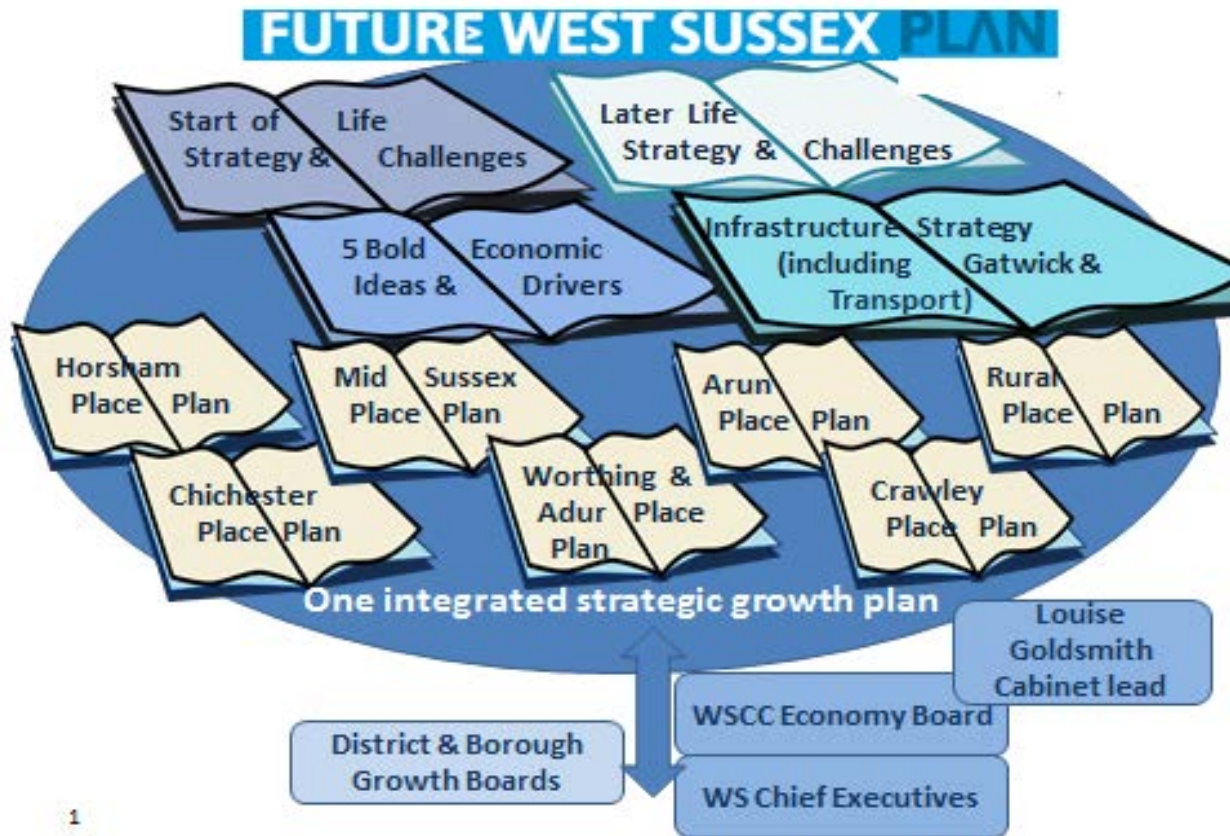 FUTURE WEST SUSSEX PLAN
Start of Life
Strategy & Challenges
Later Life
Strategy & Challenges
5 Bold Economic
Ideas & Drivers
Infrastructure Strategy
(including Gatwick &
Transport)
Horsham
Place Plan
Mid Sussex
Place Plan
Arun
Place Plan
Rural
Place Plan
Chichester
Place Plan
Worthing &
Adur Place
Plan
Crawley
Place Plan
One integrated strategic growth plan
Louise
Goldsmith
Cabinet lead
WSCC Economy Board
District & Borough
Growth Boards
WS Chief Executives
1